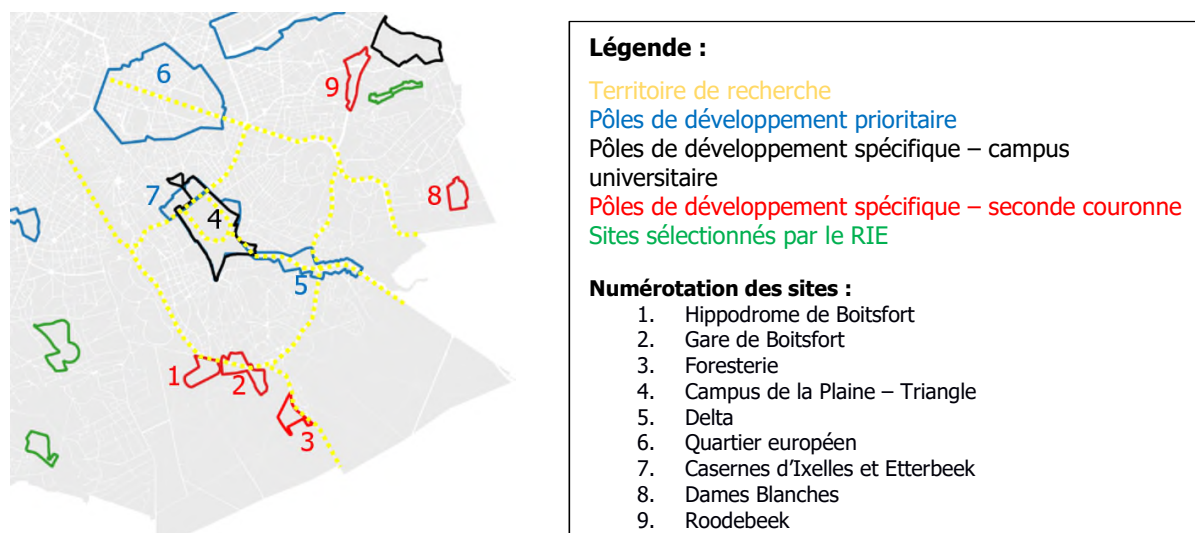 6
9
8
7
4
5
1
2
3
Légende :
Territoire de recherche
Pôles de développement prioritaire
Pôles de développement spécifique – campus
universitaire
Pôles de développement spécifique – seconde couronne
Sites sélectionnés par le RIE
Numérotation des sites :
1. Hippodrome de Boitsfort
2. Gare de Boitsfort
3. Foresterie
4. Campus de la Plaine – Triangle
5. Delta
6. Quartier européen
7. Casernes d'Ixelles et Etterbeek
8. Dames Blanches
9. Roodebeek